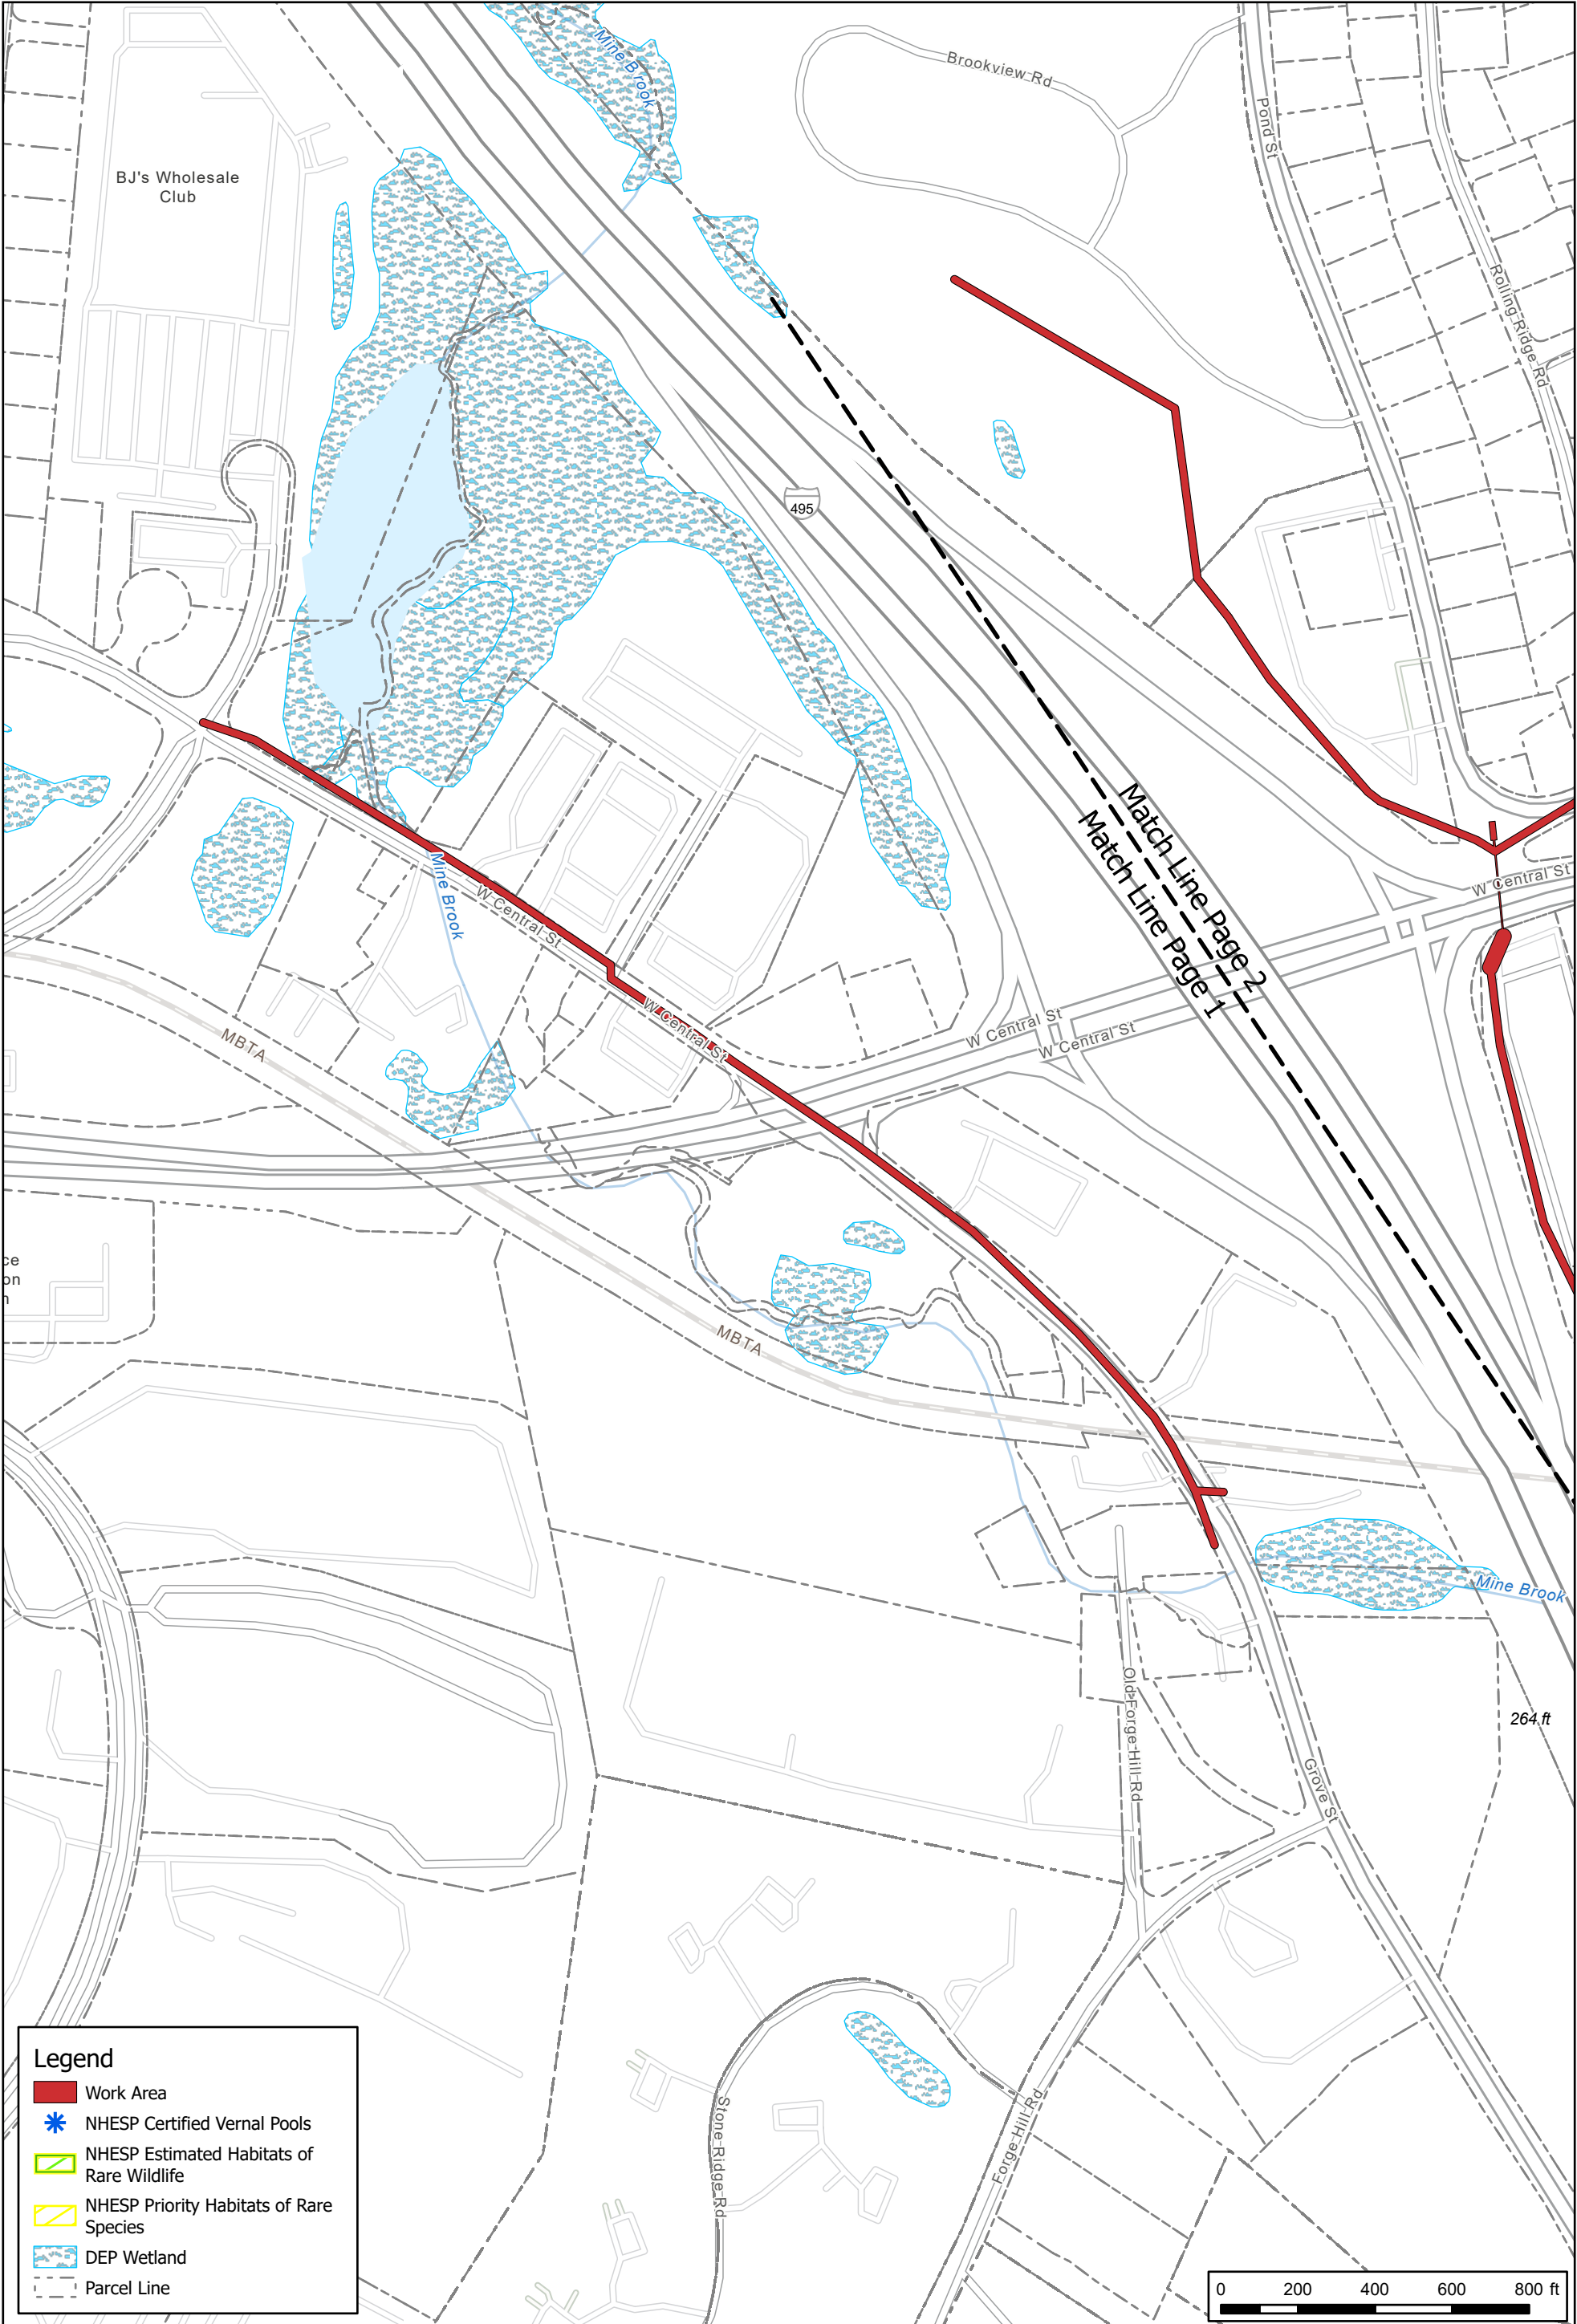 Mine Brook
Brookview Rd
Pond St
BJ's Wholesale
Club
Rolling Ridge Rd
495
Match Line Page 2
Match Line Page 1
Mine Brook
W Central St
W Central St
W Central St
W Central St
W Central St
MBTA
ce
on
MBTA
Mine Brook
Old Forge Hill Rd
264 ft
Grove St
Stone Ridge Rd
Forge Hill Rd
Legend
Work Area
NHESP Certified Vernal Pools
NHESP Estimated Habitats of
Rare Wildlife
NHESP Priority Habitats of Rare
Species
DEP Wetland
Parcel Line
0 200 400 600 800 ft